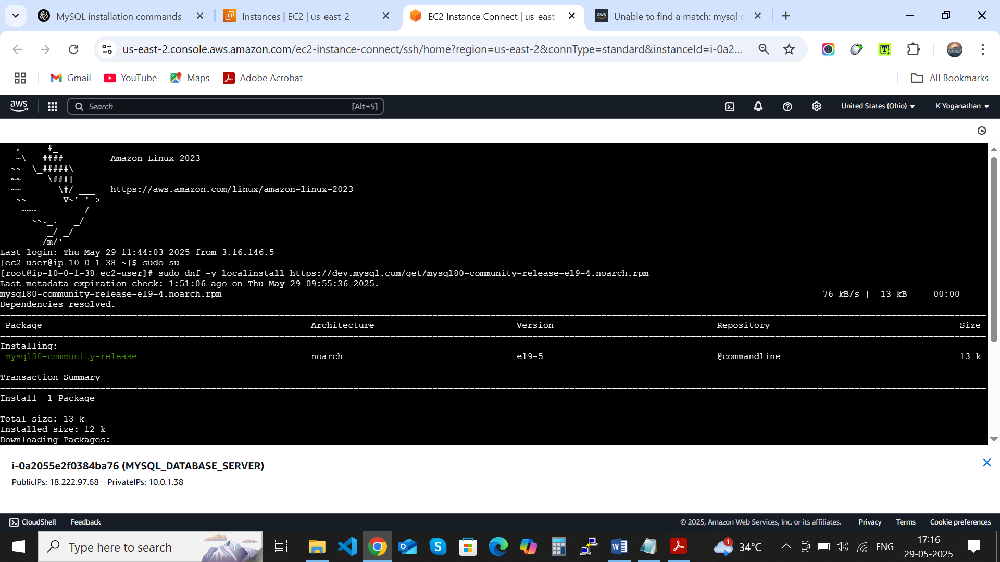 MySQL installation commands
Instances | EC2 | us-east-2
EC2 Instance Connect | us-east-
Unable to find a match: mysql c
us-east-2.console.aws.amazon.com/ec2-instance-connect/ssh/home?region=us-east-2&connType=standard&instanceId=i-0a2...
Gmail
YouTube
Maps
Adobe Acrobat
All Bookmarks
aws
Search
[Alt+S]
United States (Ohio)
K Yoganathan
   ,     #_
   ~\_  ####_        Amazon Linux 2023
  ~~  \_#####\
  ~~     \###|
  ~~       \#/ ___   https://aws.amazon.com/linux/amazon-linux-2023
   ~~       V~' '->
    ~~~         /
      ~~._.   _/
         _/ _/
       _/m/'
Last login: Thu May 29 11:44:03 2025 from 3.16.146.5
[ec2-user@ip-10-0-1-38 ~]$ sudo su
[root@ip-10-0-1-38 ec2-user]# sudo dnf -y localinstall https://dev.mysql.com/get/mysql80-community-release-el9-4.noarch.rpm
Last metadata expiration check: 1:51:06 ago on Thu May 29 09:55:36 2025.
mysql80-community-release-el9-4.noarch.rpm 76 kB/s | 13 kB 00:00
Dependencies resolved.
Package Architecture Version Repository Size
Installing:
mysql80-community-release noarch el9-5 @commandline 13 k
Transaction Summary
Install  1 Package
Total size: 13 k
Installed size: 12 k
Downloading Packages:
i-0a2055e2f0384ba76 (MYSQL_DATABASE_SERVER)
PublicIPs: 18.222.97.68 PrivateIPs: 10.0.1.38
CloudShell
Feedback
© 2025, Amazon Web Services, Inc. or its affiliates.
Privacy
Terms
Cookie preferences
Type here to search
1
34°C
ENG
17:16
29-05-2025